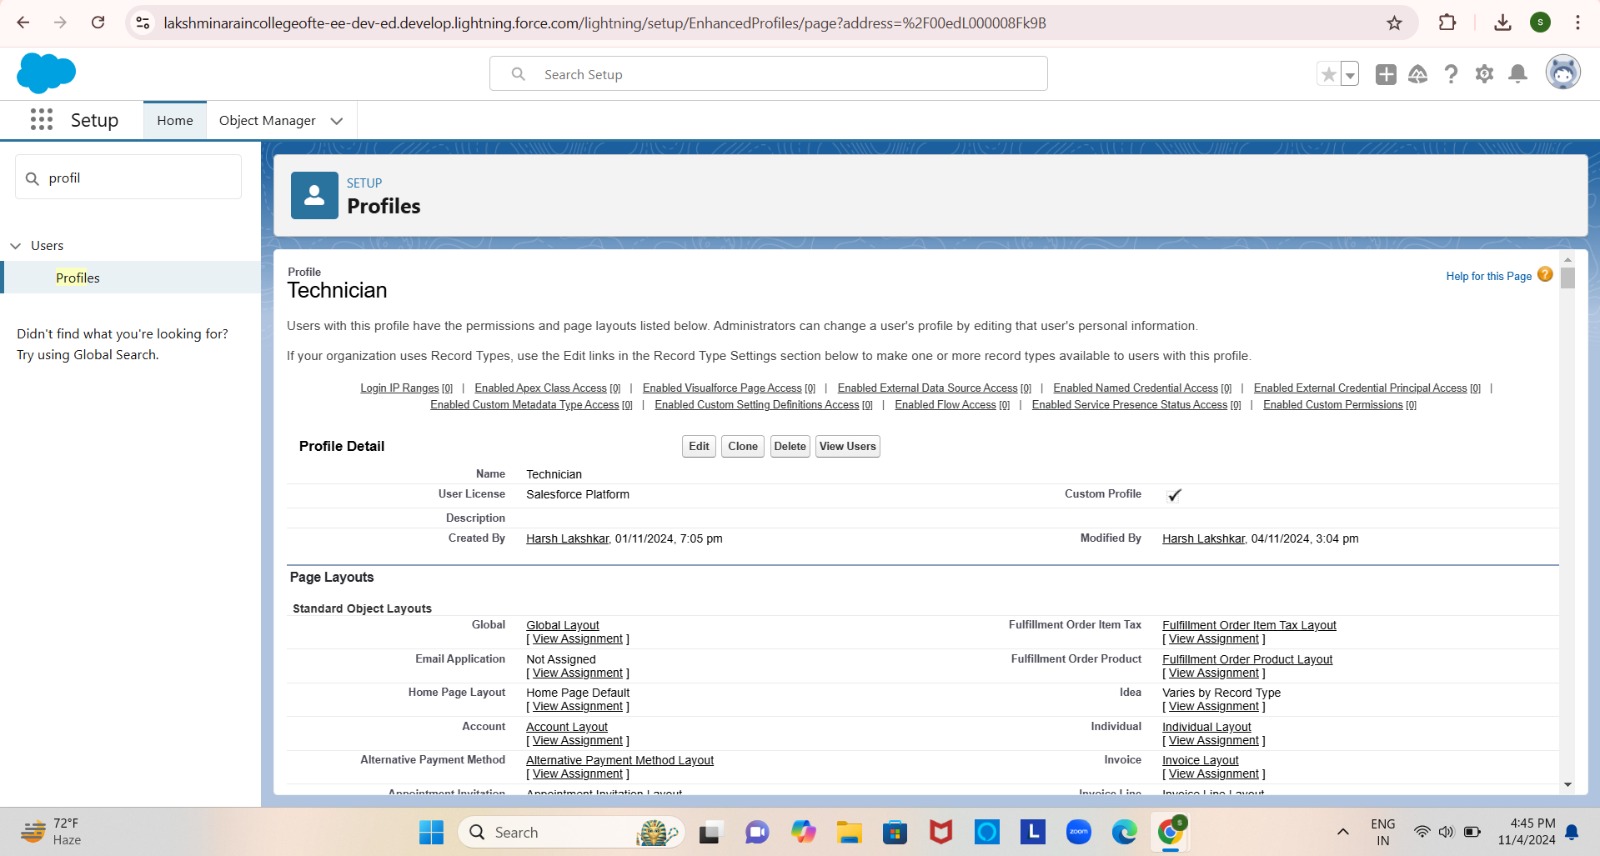 lakshminaraincollegeofte-ee-dev-ed.develop.lightning.force.com/lightning/setup/EnhancedProfiles/page?address=%2F00edL000008Fk9B
S
Search Setup
Setup
Home
Object Manager
profil
Users
Profiles
Didn't find what you're looking for?
Try using Global Search.
SETUP
Profiles
Profile
Technician
Help for this Page
Users with this profile have the permissions and page layouts listed below. Administrators can change a user's profile by editing that user's personal information.
If your organization uses Record Types, use the Edit links in the Record Type Settings section below to make one or more record types available to users with this profile.
Login IP Ranges [0] | Enabled Apex Class Access [0] | Enabled Visualforce Page Access [0] | Enabled External Data Source Access [0] | Enabled Named Credential Access [0] | Enabled External Credential Principal Access [0] |
Enabled Custom Metadata Type Access [0] | Enabled Custom Setting Definitions Access [0] | Enabled Flow Access [0] | Enabled Service Presence Status Access [0] | Enabled Custom Permissions [0]
Profile Detail Edit Clone Delete View Users
Name Technician
User License Salesforce Platform Custom Profile ✓
Description
Created By Harsh Lakshkar, 01/11/2024, 7:05 pm Modified By Harsh Lakshkar, 04/11/2024, 3:04 pm
Page Layouts
Standard Object Layouts
Global Global Layout Fulfillment Order Item Tax Fulfillment Order Item Tax Layout
[ View Assignment ] [ View Assignment ]
Email Application Not Assigned Fulfillment Order Product Fulfillment Order Product Layout
[ View Assignment ] [ View Assignment ]
Home Page Layout Home Page Default Idea Varies by Record Type
[ View Assignment ] [ View Assignment ]
Account Account Layout Individual Individual Layout
[ View Assignment ] [ View Assignment ]
Alternative Payment Method Alternative Payment Method Layout Invoice Invoice Layout
[ View Assignment ] [ View Assignment ]
Appointment Invitation Appointment Invitation Layout Invoice Line Invoice Line Layout
72°F
Haze
Search
L
zoom
S
ENG
IN
4:45 PM
11/4/2024